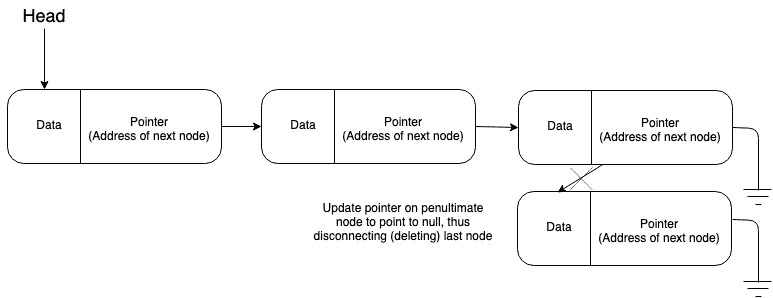 Head
Data
Pointer
(Address of next node)
Data
Pointer
(Address of next node)
Data
Pointer
(Address of next node)
Update pointer on penultimate
node to point to null, thus
disconnecting (deleting) last node
Data
Pointer
(Address of next node)